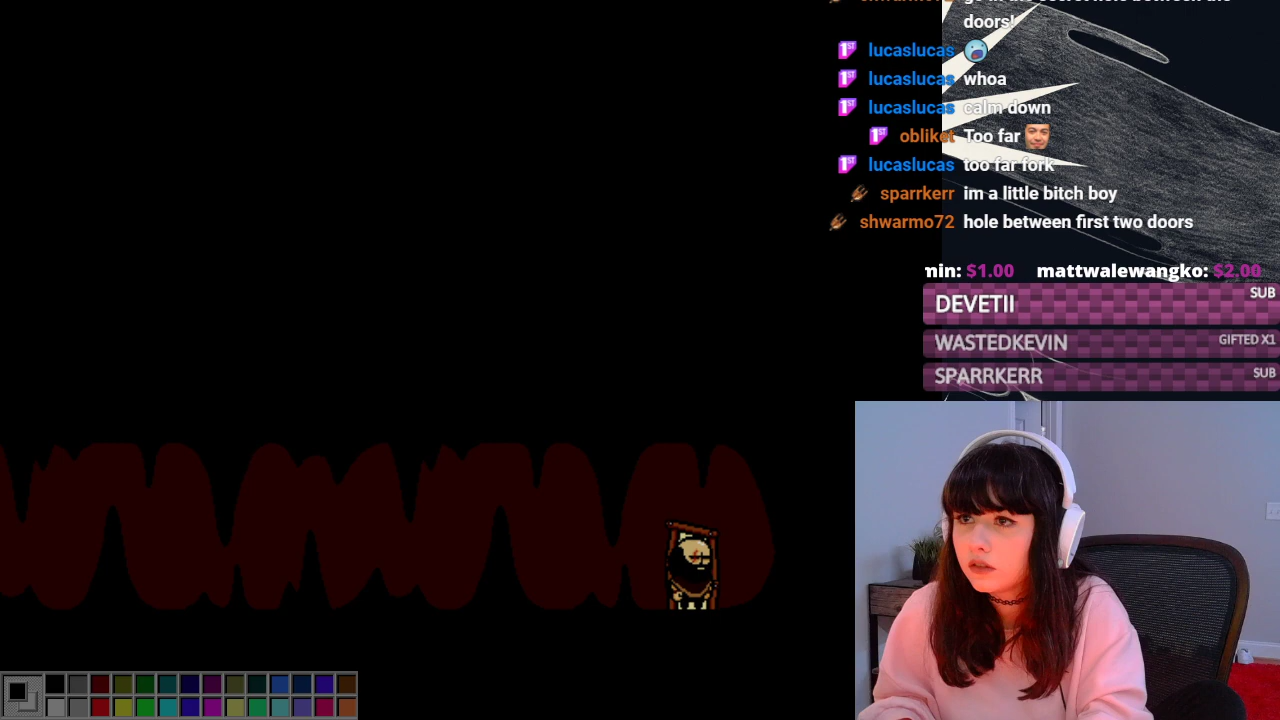 doors!
lucaslucas
lucaslucas whoa
lucaslucas calm down
obliket Too far
lucaslucas too far fork
sparrkerr im a little bitch boy
shwarmo72 hole between first two doors
min: $1.00 mattwalewangko: $2.00
DEVETII SUB
WASTEDKEVIN GIFTED X1
SPARRKERR SUB